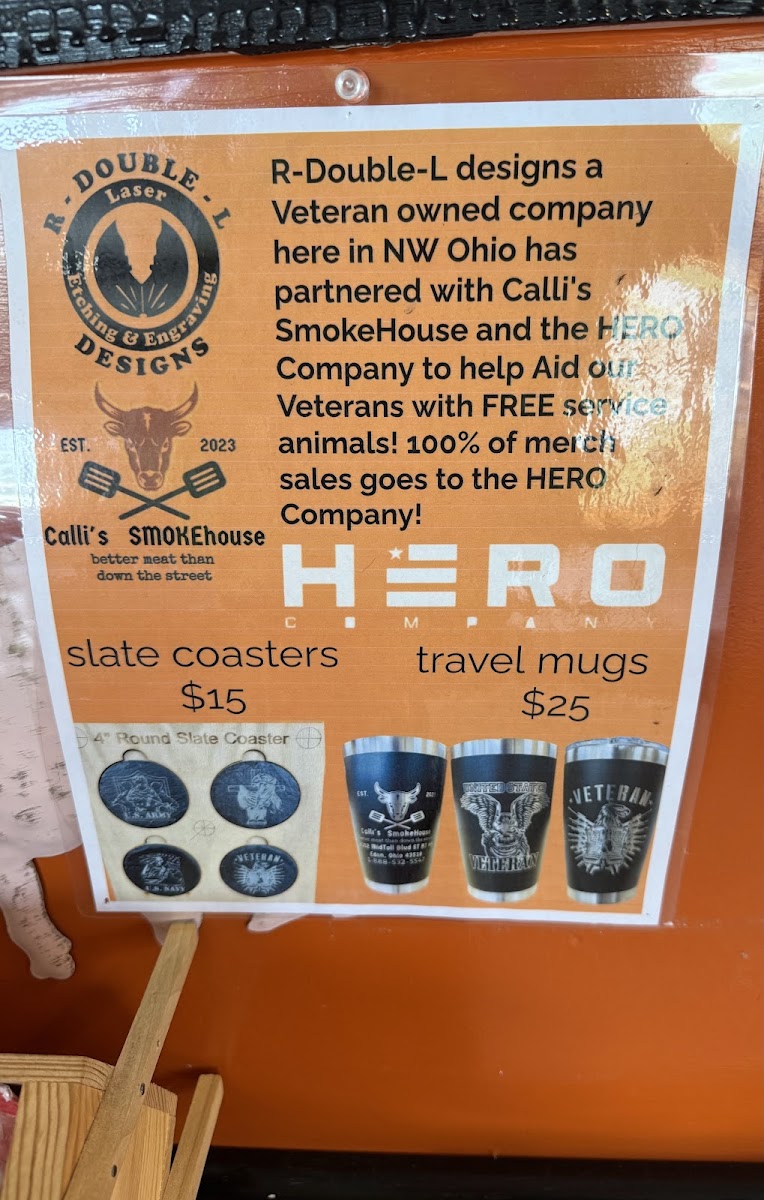 R - DOUBLE - L
Laser
Etching & Engraving
DESIGNS
R-Double-L designs a
Veteran owned company
here in NW Ohio has
partnered with Calli's
SmokeHouse and the HERO
Company to help Aid our
Veterans with FREE service
animals! 100% of merch
sales goes to the HERO
Company!
EST. 2023
Calli's SMOKEhouse
better meat than
down the street
HERO
COMPANY
slate coasters
$15
travel mugs
$25
4" Round Slate Coaster
U.S. ARMY
U.S. NAVY
VETERAN
EST.
Calli's SmokeHouse
VETERAN
VETERAN